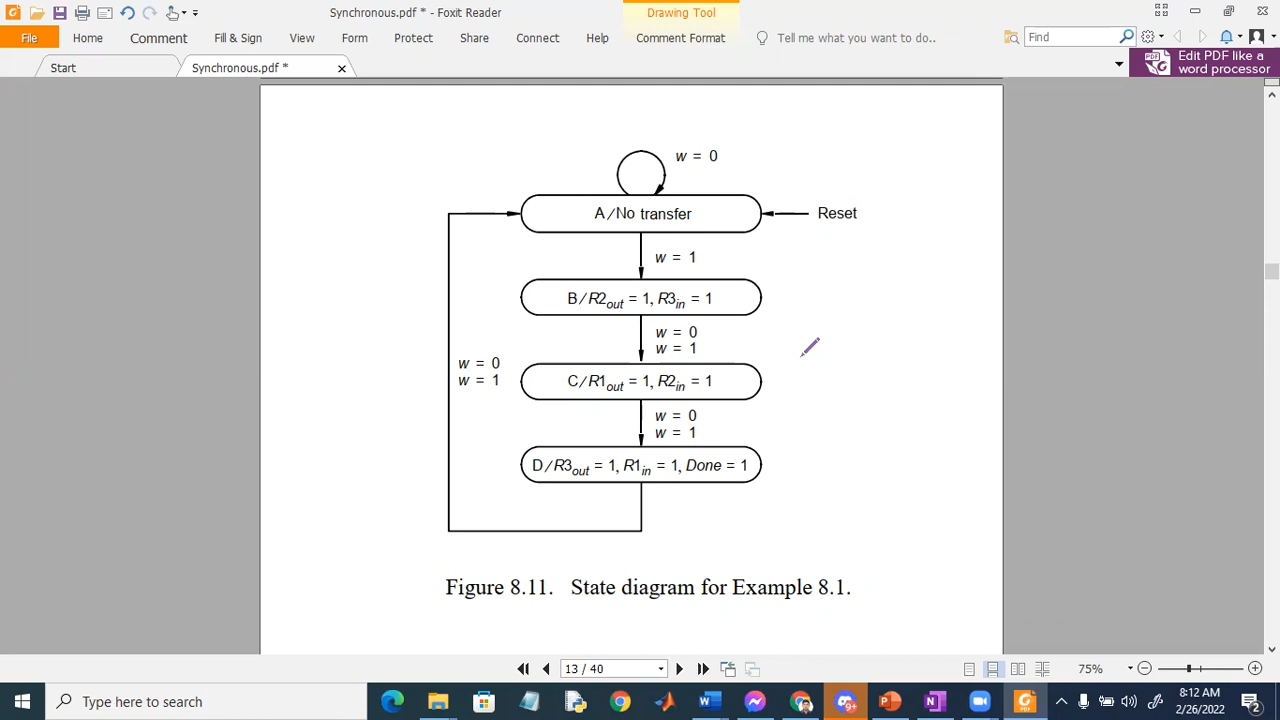 Synchronous.pdf * - Foxit Reader
Drawing Tool
File
Home
Comment
Fill & Sign
View
Form
Protect
Share
Connect
Help
Comment Format
Tell me what you want to do..
Find
Start
Synchronous.pdf *
Edit PDF like a
word processor
w = 0
A/No transfer
Reset
w = 1
B/R2out = 1, R3in = 1
w = 0
w = 1
w = 0
w = 1
C/R1out = 1, R2in = 1
w = 0
w = 1
D/R3out = 1, R1in = 1, Done = 1
Figure 8.11. State diagram for Example 8.1.
13 / 40
75%
Type here to search
9+
8:12 AM
2/26/2022
2